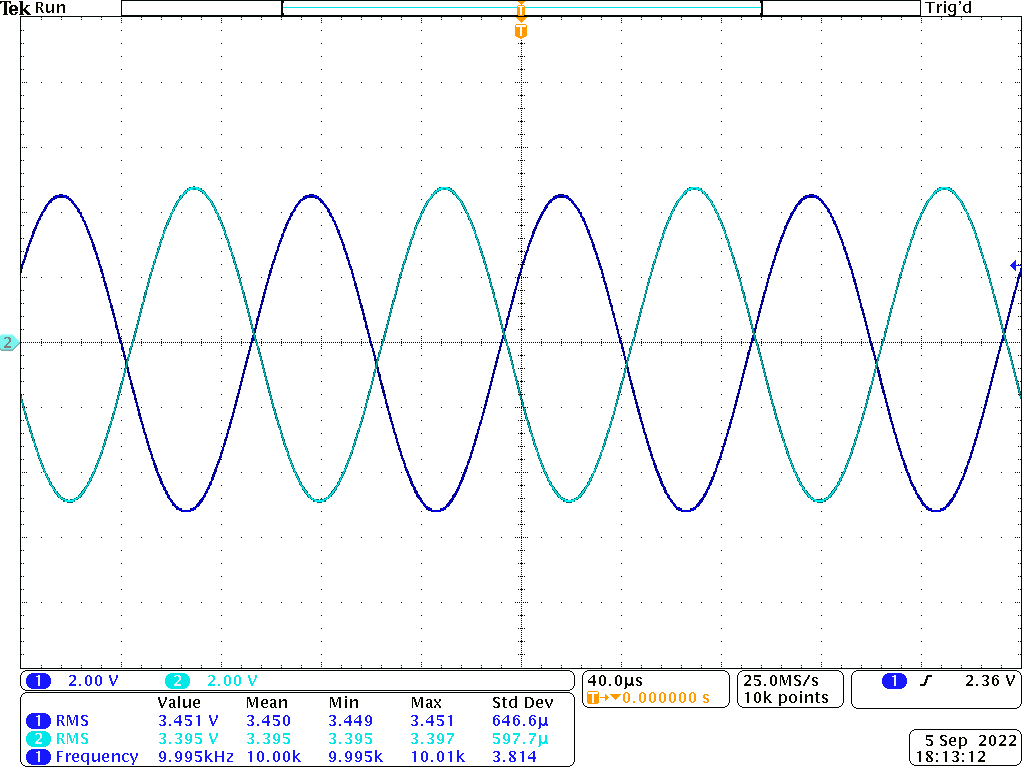 Tek Run Trig'd
T
T
2
1 2.00 V 2 2.00 V
40.0µs
T→▼0.000000 s
25.0MS/s
10k points
1 ƒ 2.36 V
Value Mean Min Max Std Dev
1 RMS 3.451 V 3.450 3.449 3.451 646.6µ
2 RMS 3.395 V 3.395 3.395 3.397 597.7µ
1 Frequency 9.995kHz 10.00k 9.995k 10.01k 3.814
5 Sep 2022
18:13:12